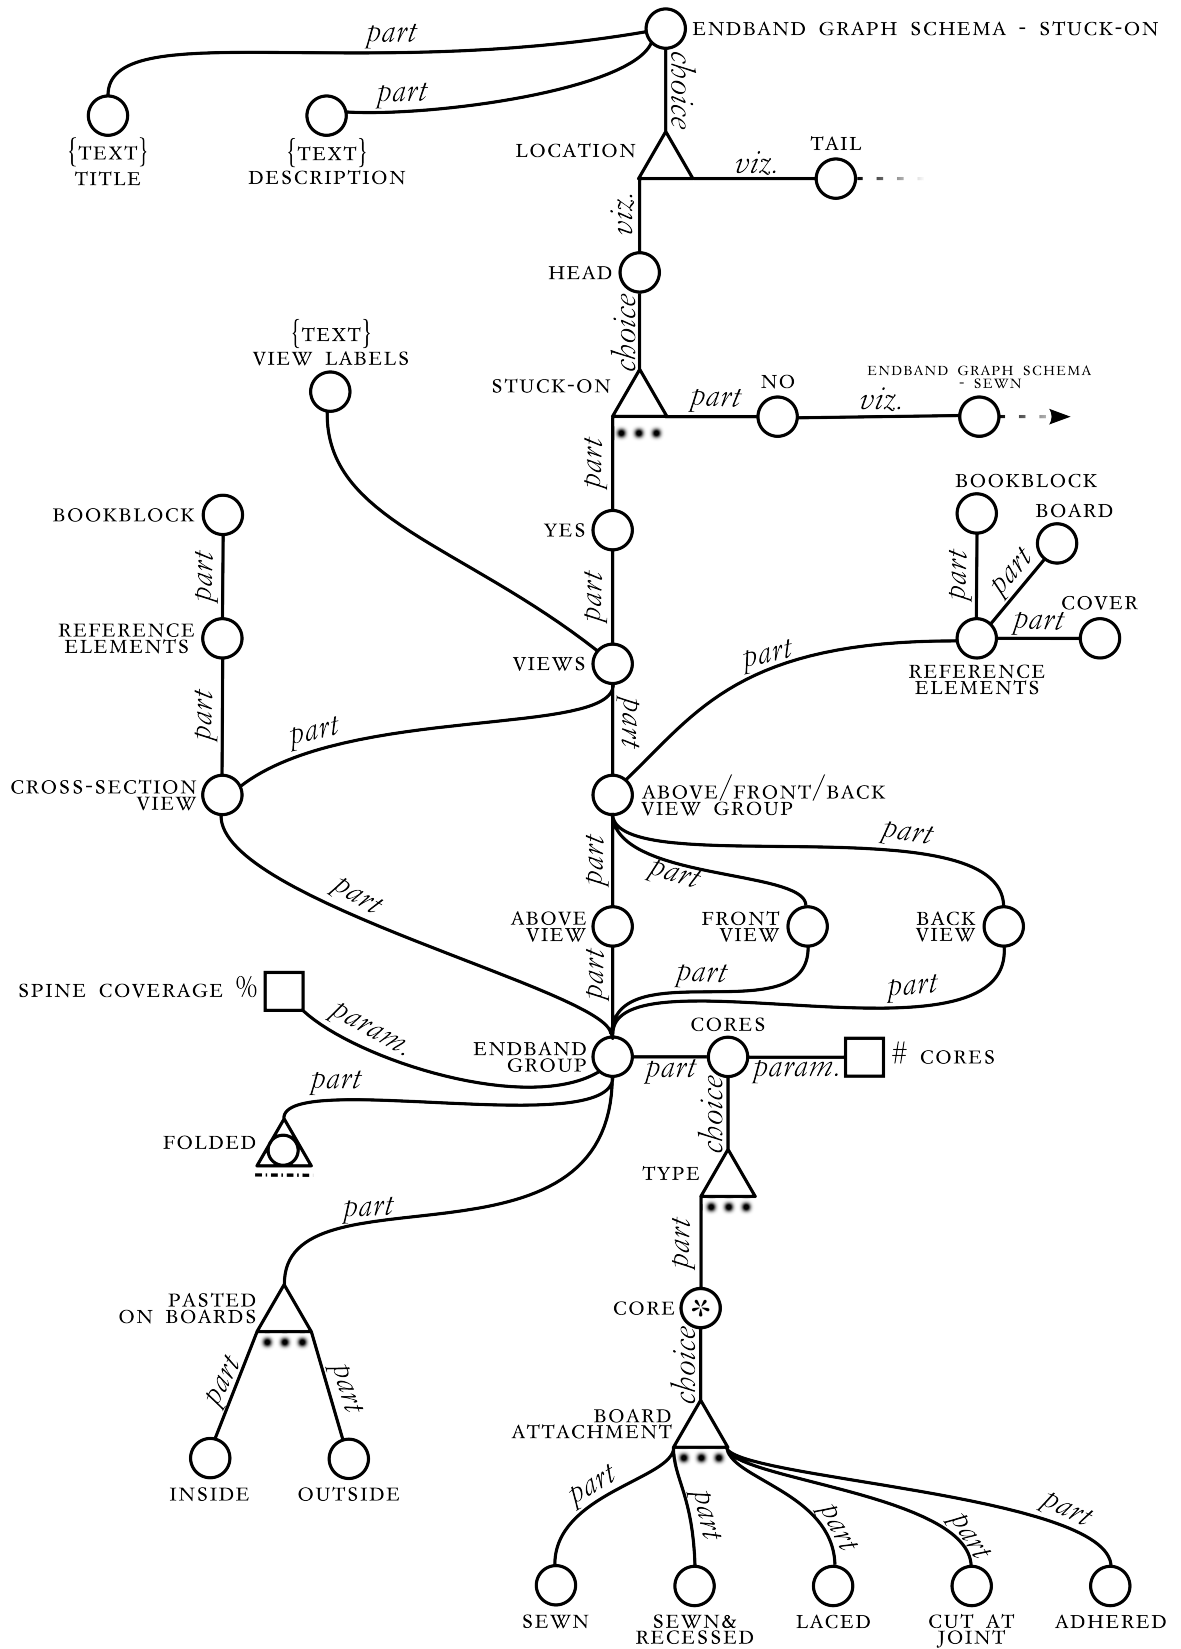 part
ENDBAND GRAPH SCHEMA - STUCK-ON
choice
part
{TEXT}
TITLE
{TEXT}
DESCRIPTION
LOCATION
viz.
TAIL
viz.
HEAD
choice
{TEXT}
VIEW LABELS
STUCK-ON
part
NO
viz.
ENDBAND GRAPH SCHEMA
- SEWN
part
BOOKBLOCK
YES
BOOKBLOCK
BOARD
part
part
part
part
COVER
part
REFERENCE
ELEMENTS
VIEWS
REFERENCE
ELEMENTS
part
part
part
part
CROSS-SECTION
VIEW
ABOVE/FRONT/BACK
VIEW GROUP
part
part
part
part
ABOVE
VIEW
FRONT
VIEW
BACK
VIEW
part
part
part
SPINE COVERAGE %
param.
CORES
ENDBAND
GROUP
part
param.
# CORES
part
choice
FOLDED
TYPE
part
part
PASTED
ON BOARDS
CORE
*
choice
part
part
BOARD
ATTACHMENT
INSIDE
OUTSIDE
part
part
part
part
part
SEWN
SEWN&
RECESSED
LACED
CUT AT
JOINT
ADHERED